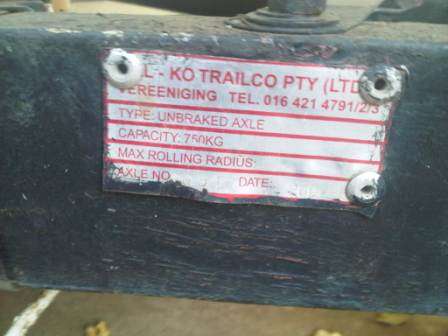 L - KO TRAILCO PTY (LTD
VEREENIGING TEL. 016 421 4791/2/3
TYPE: UNBRAKED AXLE
CAPACITY: 750KG
MAX ROLLING RADIUS:
AXLE NO DATE: